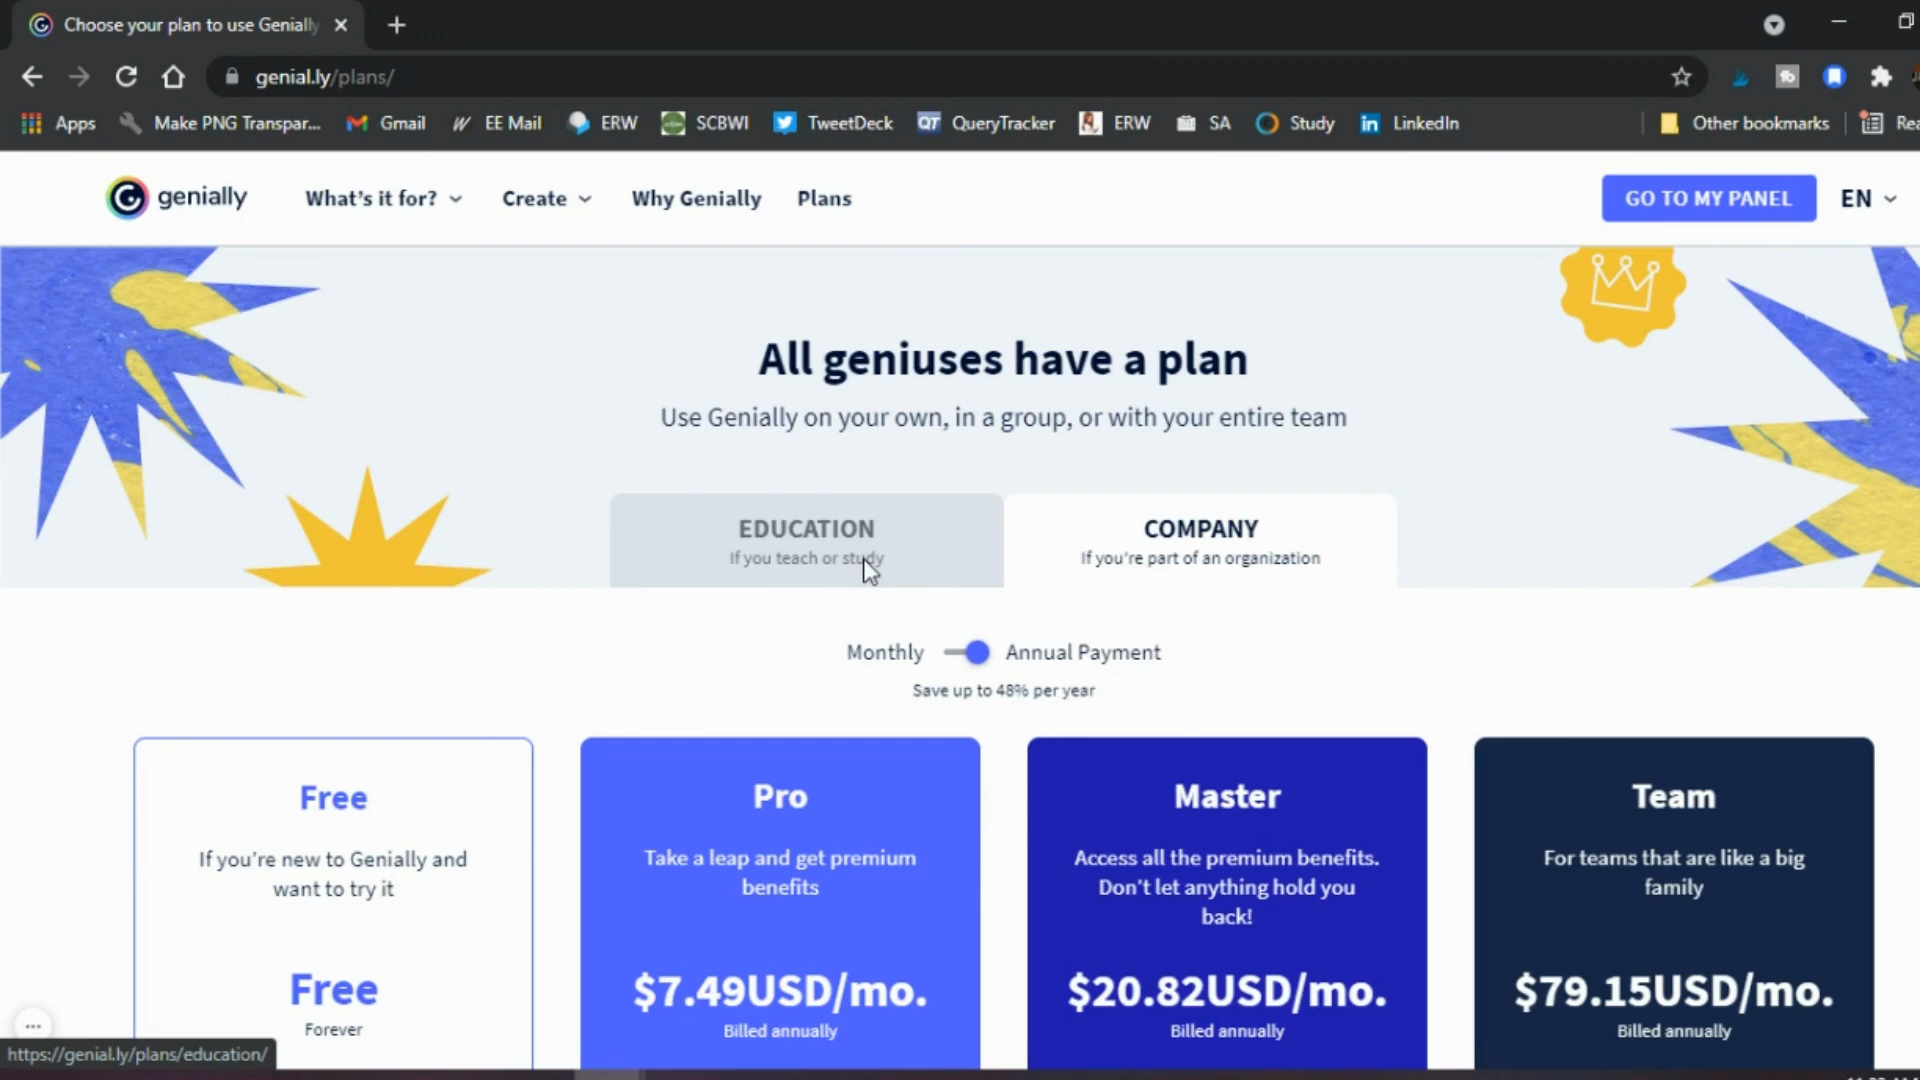 Choose your plan to use Genially
genial.ly/plans/
Apps
Make PNG Transpar...
Gmail
EE Mail
ERW
SCBWI
TweetDeck
QueryTracker
ERW
SA
Study
LinkedIn
Other bookmarks
Rea
genially
What's it for?
Create
Why Genially
Plans
GO TO MY PANEL
EN
All geniuses have a plan
Use Genially on your own, in a group, or with your entire team
EDUCATION
If you teach or study
COMPANY
If you're part of an organization
Monthly
Annual Payment
Save up to 48% per year
Free
If you're new to Genially and
want to try it
Free
Forever
Pro
Take a leap and get premium
benefits
$7.49USD/mo.
Billed annually
Master
Access all the premium benefits.
Don't let anything hold you
back!
$20.82USD/mo.
Billed annually
Team
For teams that are like a big
family
$79.15USD/mo.
Billed annually
https://genial.ly/plans/education/